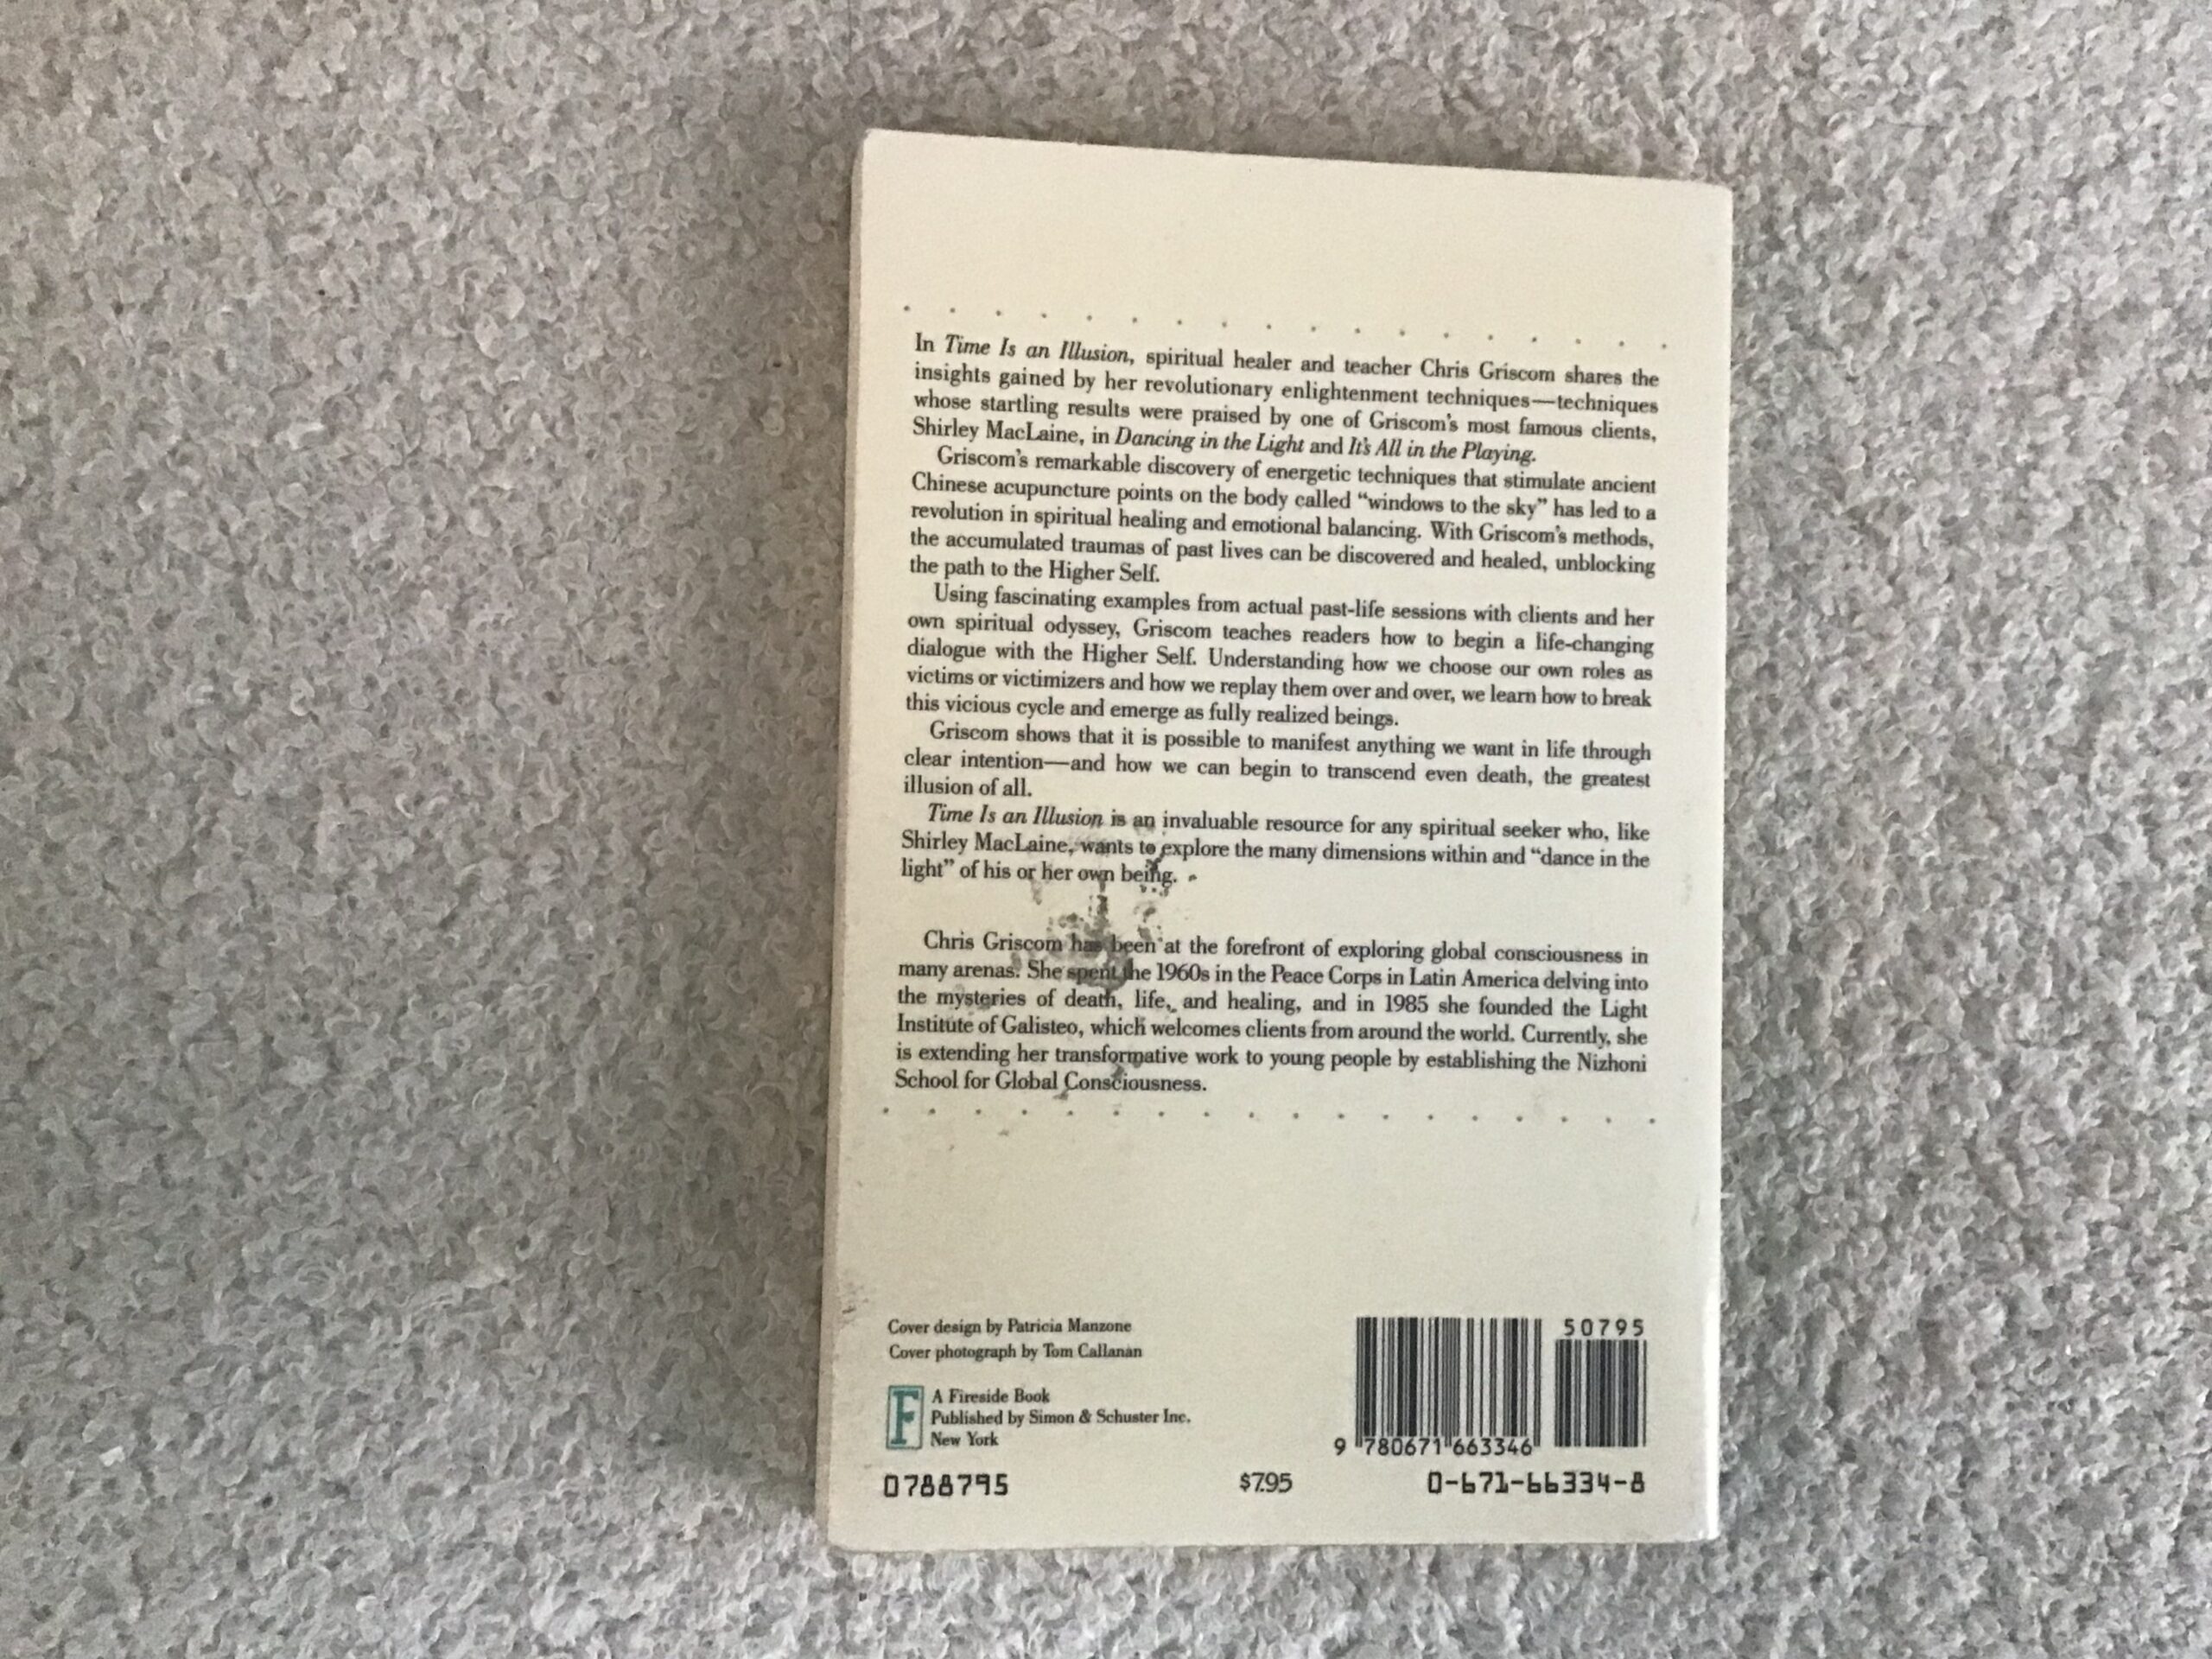 In Time Is an Illusion, spiritual healer and teacher Chris Griscom shares the
insights gained by her revolutionary enlightenment techniques—techniques
whose startling results were praised by one of Griscom's most famous clients,
Shirley MacLaine, in Dancing in the Light and It's All in the Playing.
Griscom's remarkable discovery of energetic techniques that stimulate ancient
Chinese acupuncture points on the body called “windows to the sky” has led to a
revolution in spiritual healing and emotional balancing. With Griscom's methods,
the accumulated traumas of past lives can be discovered and healed, unblocking
the path to the Higher Self.
Using fascinating examples from actual past-life sessions with clients and her
own spiritual odyssey, Griscom teaches readers how to begin a life-changing
dialogue with the Higher Self. Understanding how we choose our own roles as
victims or victimizers and how we replay them over and over, we learn how to break
this vicious cycle and emerge as fully realized beings.
Griscom shows that it is possible to manifest anything we want in life through
clear intention—and how we can begin to transcend even death, the greatest
illusion of all.
Time Is an Illusion is an invaluable resource for any spiritual seeker who, like
Shirley MacLaine, wants to explore the many dimensions within and “dance in the
light” of his or her own being.
Chris Griscom has been at the forefront of exploring global consciousness in
many arenas. She spent the 1960s in the Peace Corps in Latin America delving into
the mysteries of death, life, and healing, and in 1985 she founded the Light
Institute of Galisteo, which welcomes clients from around the world. Currently, she
is extending her transformative work to young people by establishing the Nizhoni
School for Global Consciousness.
Cover design by Patricia Manzone
Cover photograph by Tom Callanan
F
A Fireside Book
Published by Simon & Schuster Inc.
New York
0788795
$7.95
50795
9 780671 663346
0-671-66334-8